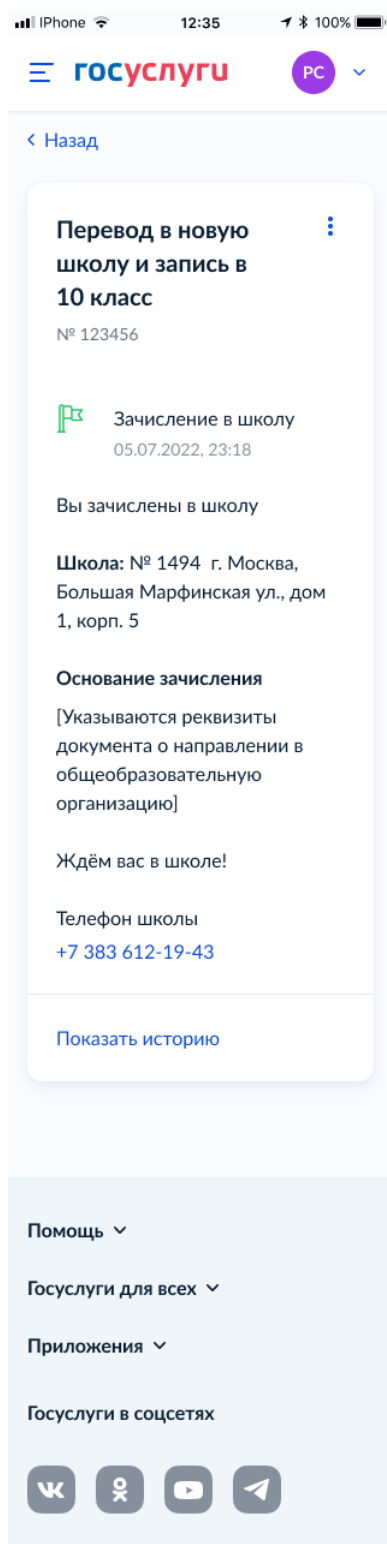 IPhone 12:35 100%
госуслуги РС
Назад
Перевод в новую
школу и запись в
10 класс
№ 123456
Зачисление в школу
05.07.2022, 23:18
Вы зачислены в школу
Школа: № 1494 г. Москва,
Большая Марфинская ул., дом
1, корп. 5
Основание зачисления
[Указываются реквизиты
документа о направлении в
общеобразовательную
организацию]
Ждём вас в школе!
Телефон школы
+7 383 612-19-43
Показать историю
Помощь
Госуслуги для всех
Приложения
Госуслуги в соцсетях